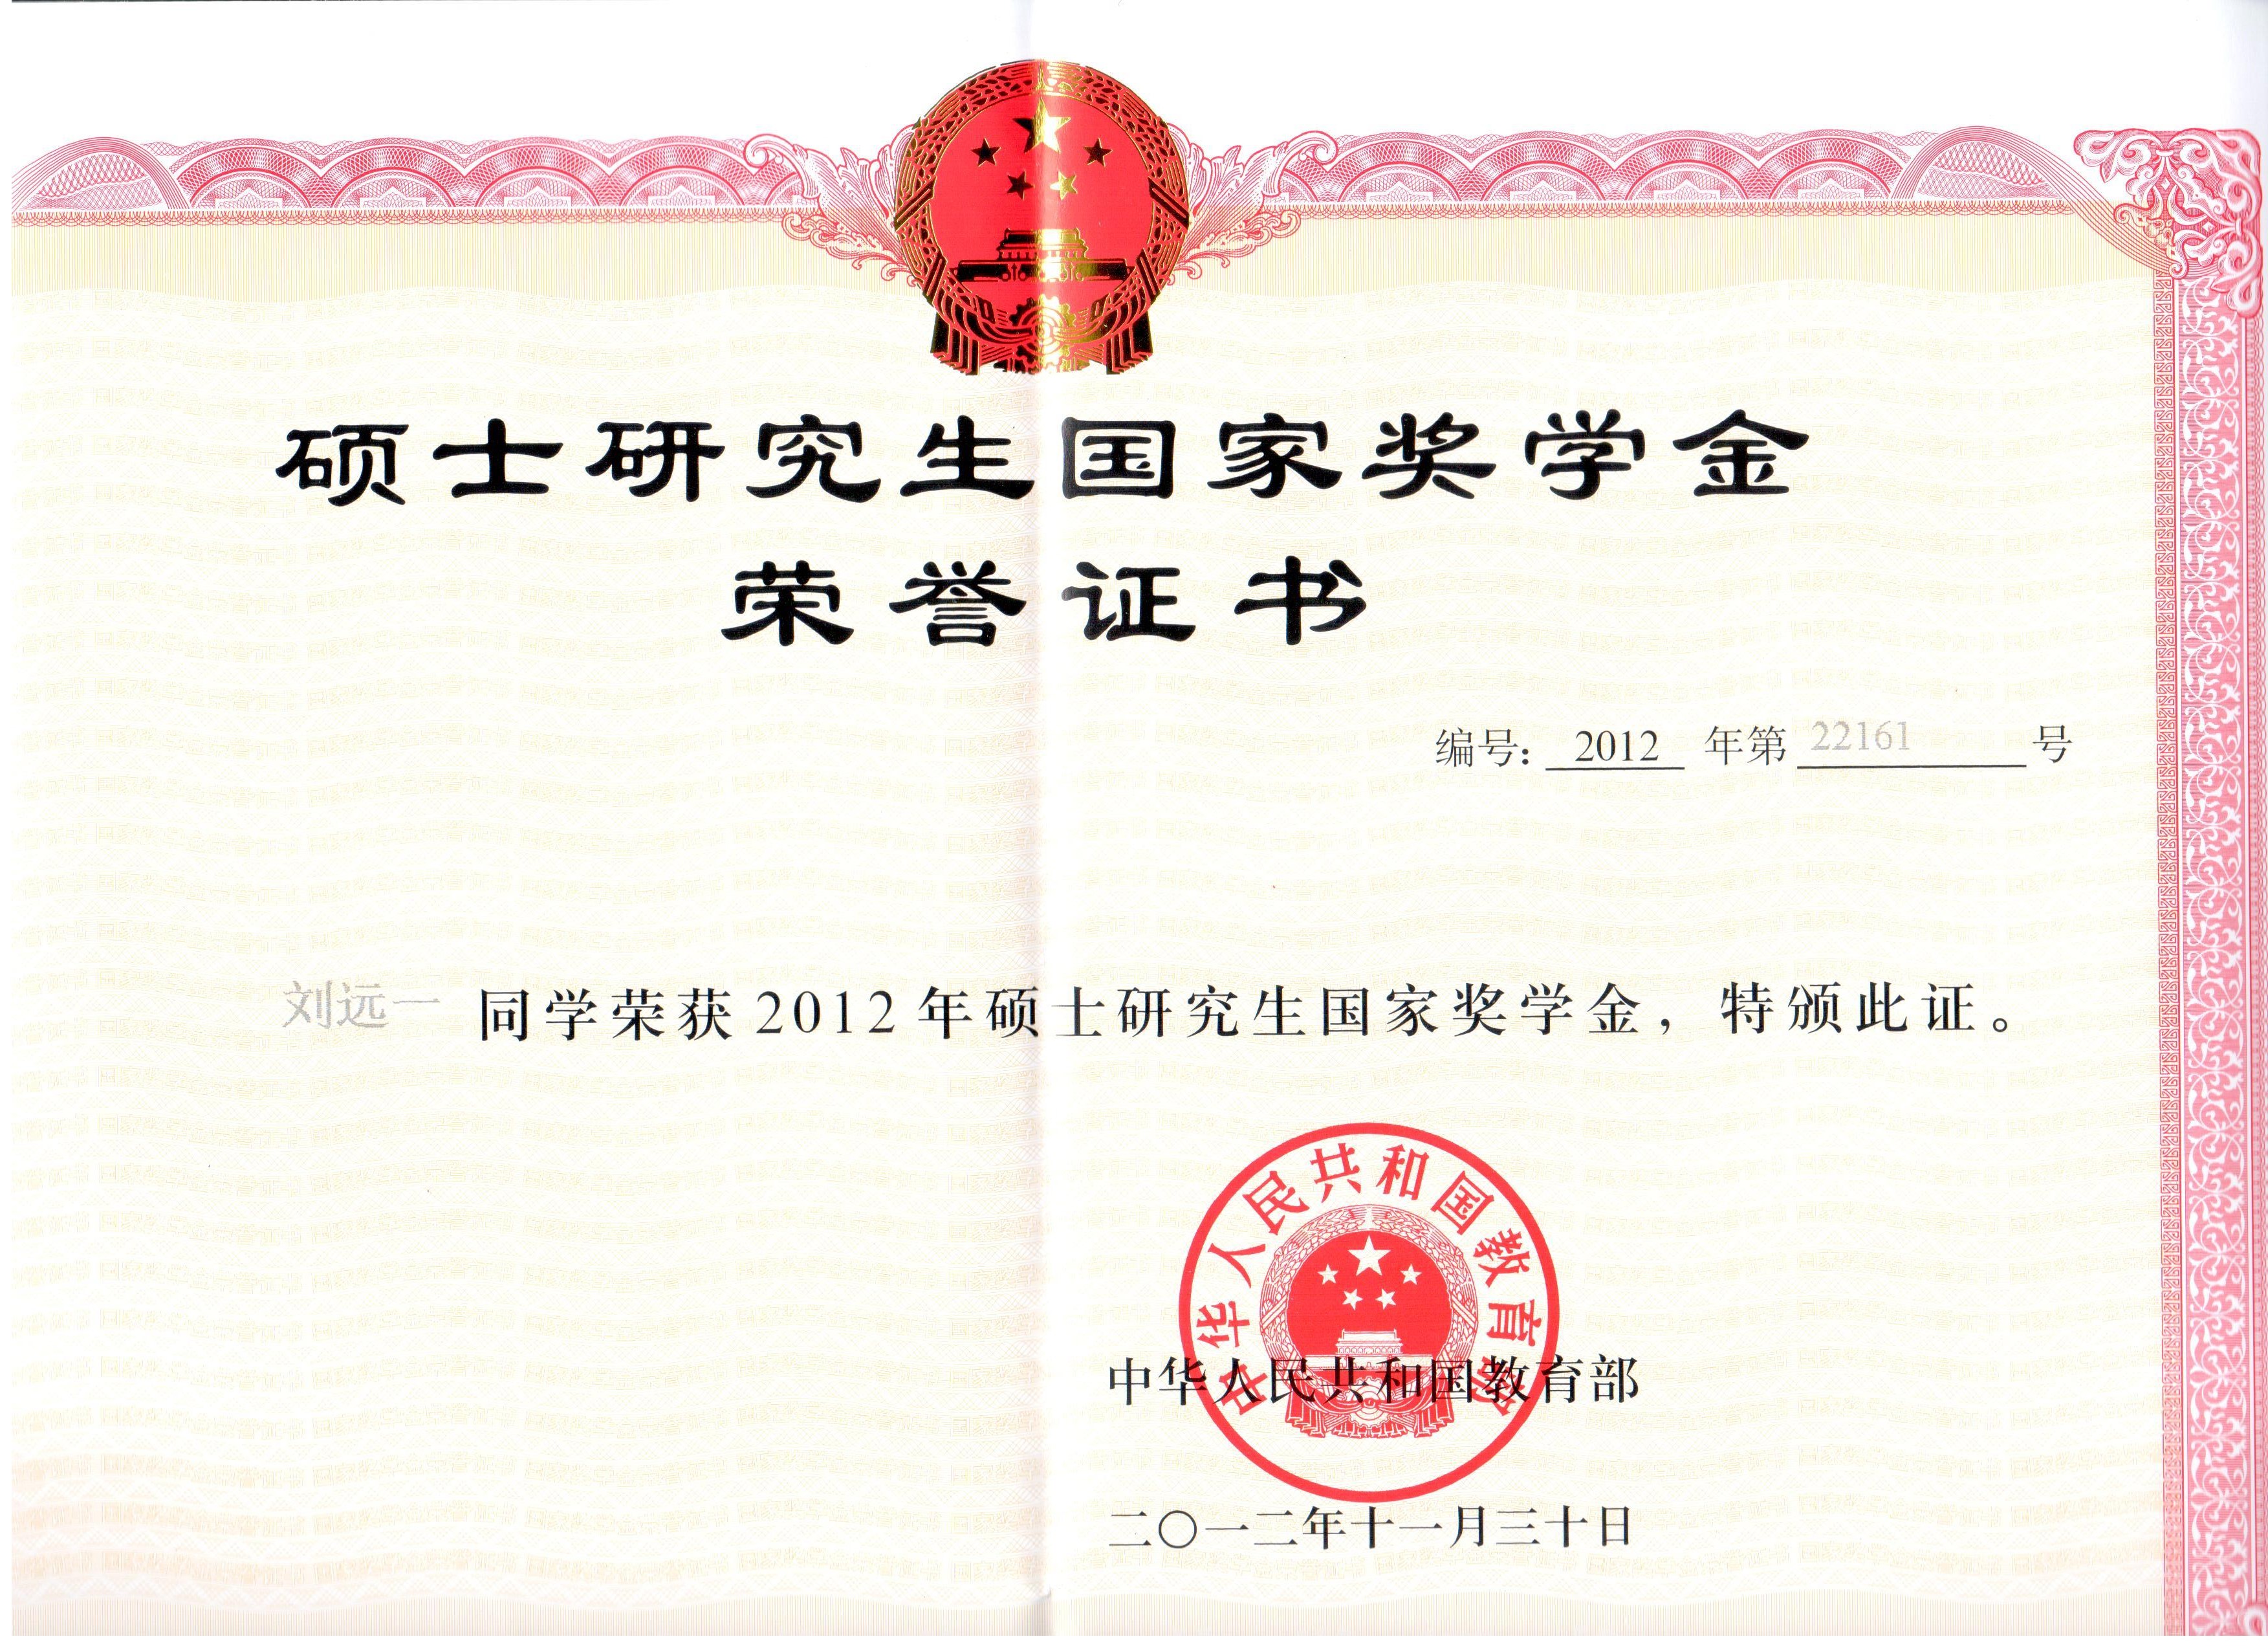 硕士研究生国家奖学金
荣誉证书
编号: 2012 年第 22161 号
刘远一 同学荣获2012年硕士研究生国家奖学金，特颁此证。
中华人民共和国教育部
中华人民共和国教育部
二〇一二年十一月三十日